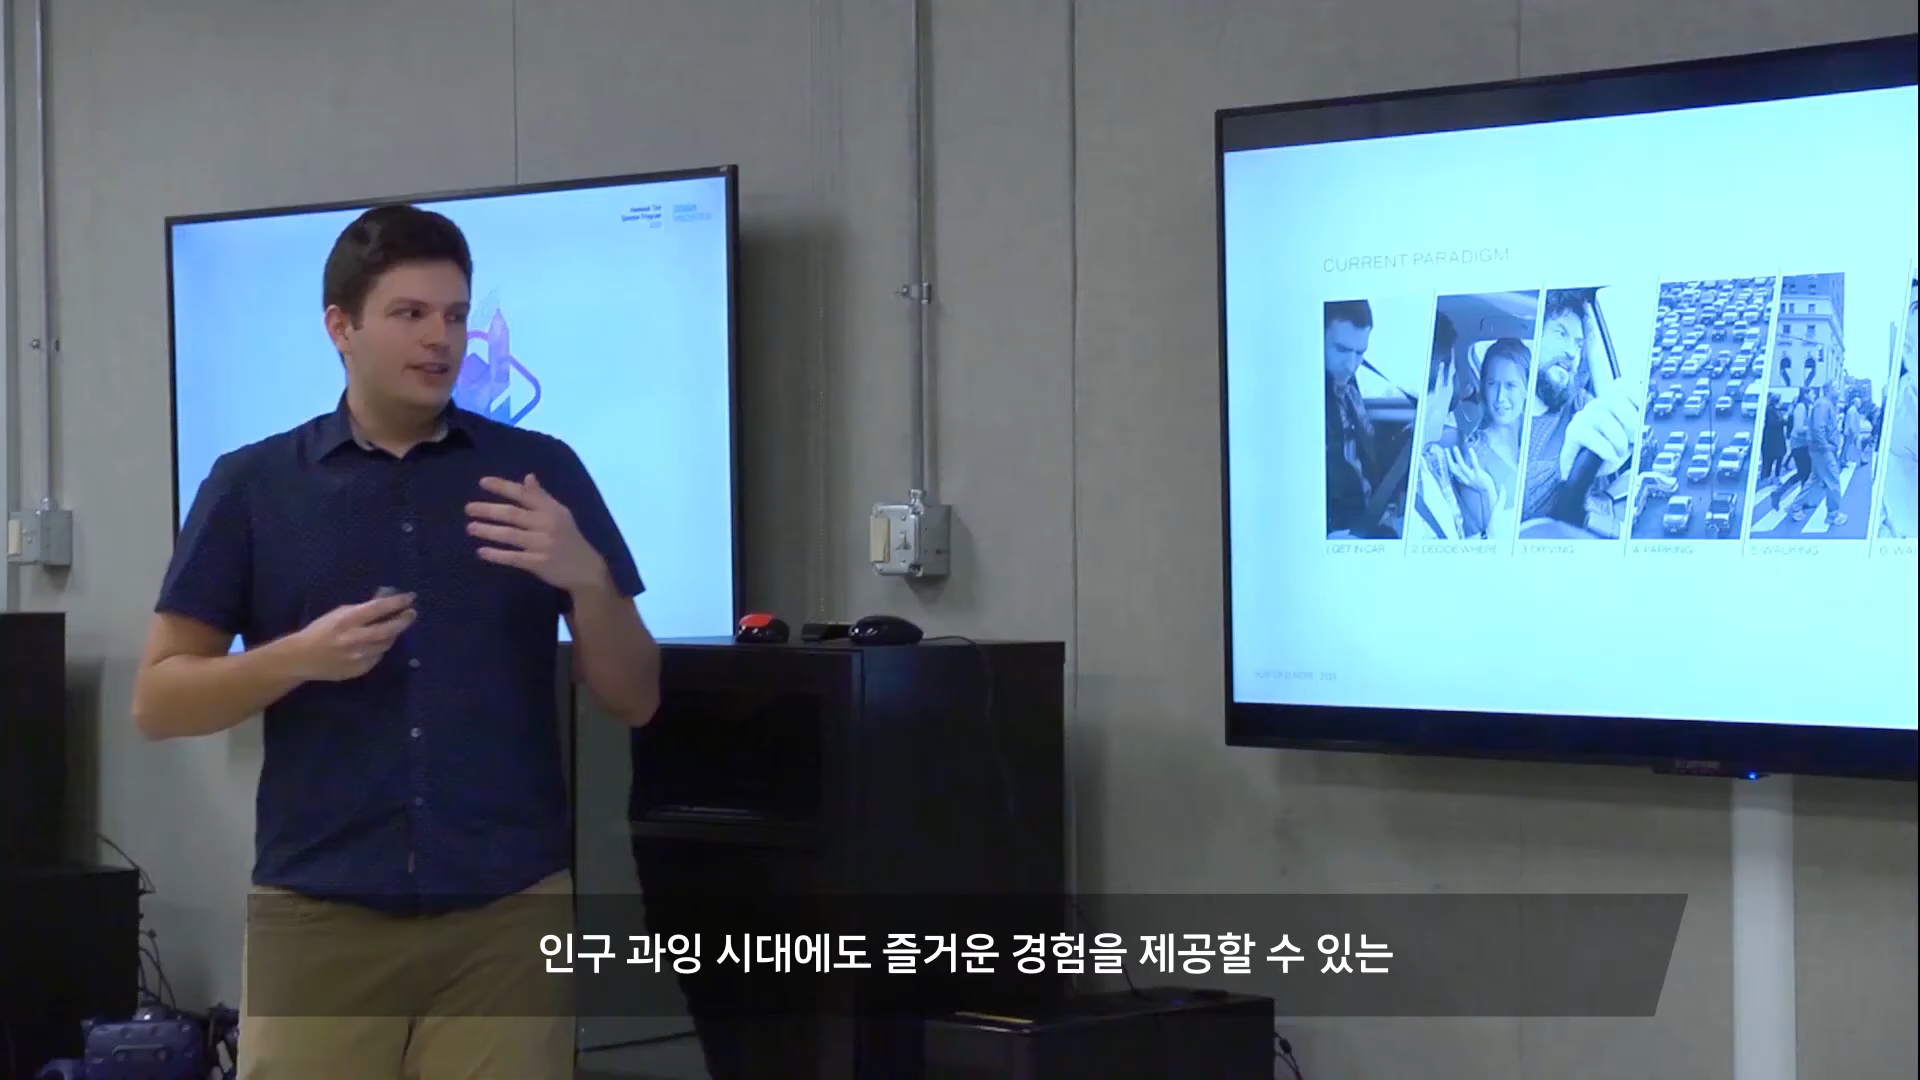 CURRENT PARADIGM
1. GET IN CAR
2. DECIDE WHERE
3. DRIVING
4. PARKING
5. WALKING
인구 과잉 시대에도 즐거운 경험을 제공할 수 있는